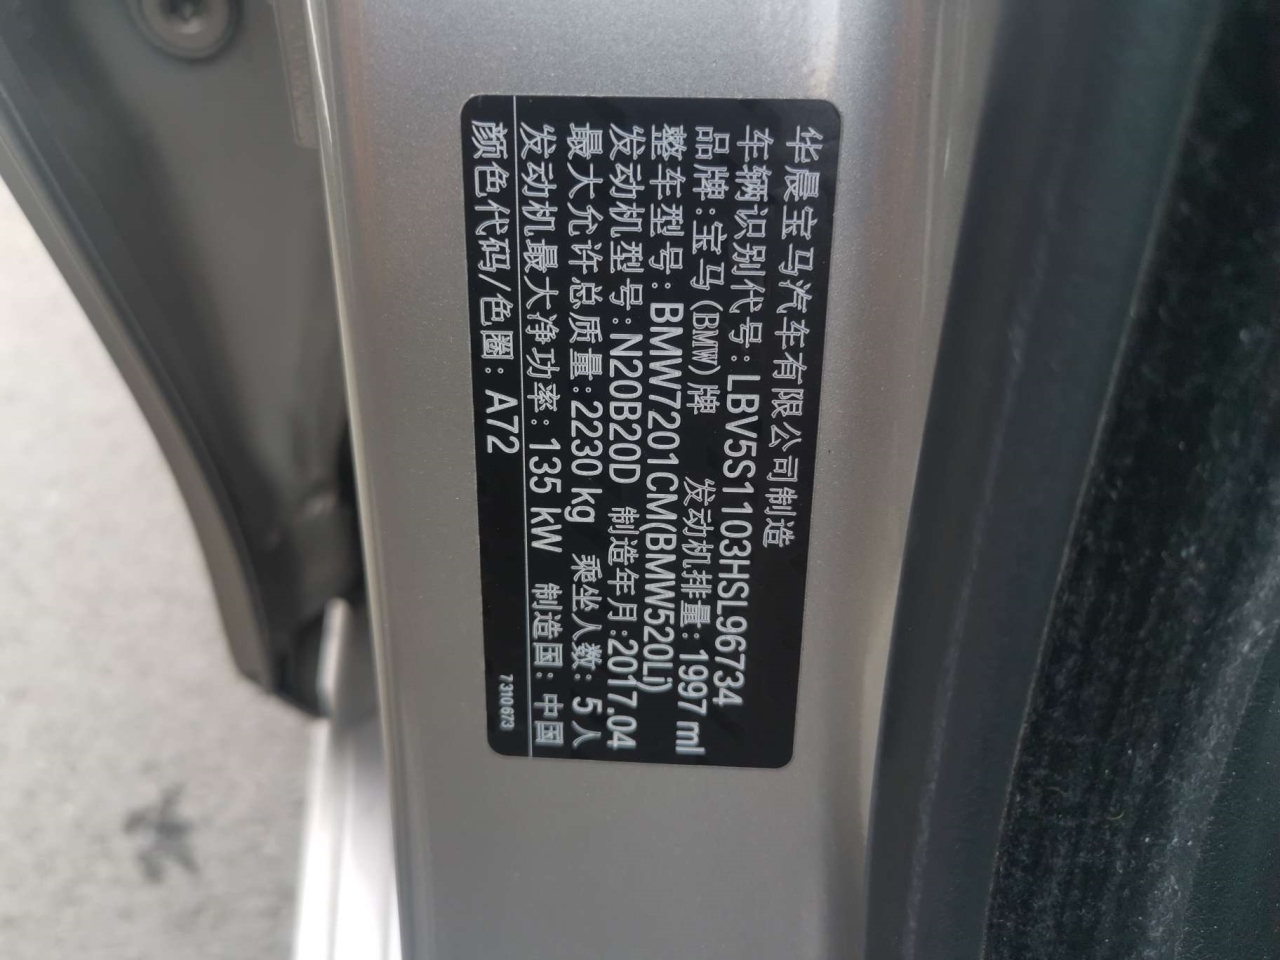 华晨宝马汽车有限公司制造
车辆识别代号:LBV5S1103HSL96734
品牌:宝马(BMW)牌 发动机排量:1997 ml
整车型号:BMW7201CM(BMW520Li)
发动机型号:N20B20D 制造年月:2017.04
最大允许总质量:2230 kg 乘坐人数:5人
发动机最大净功率:135 kW 制造国:中国
颜色代码/色圈:A72
7310673